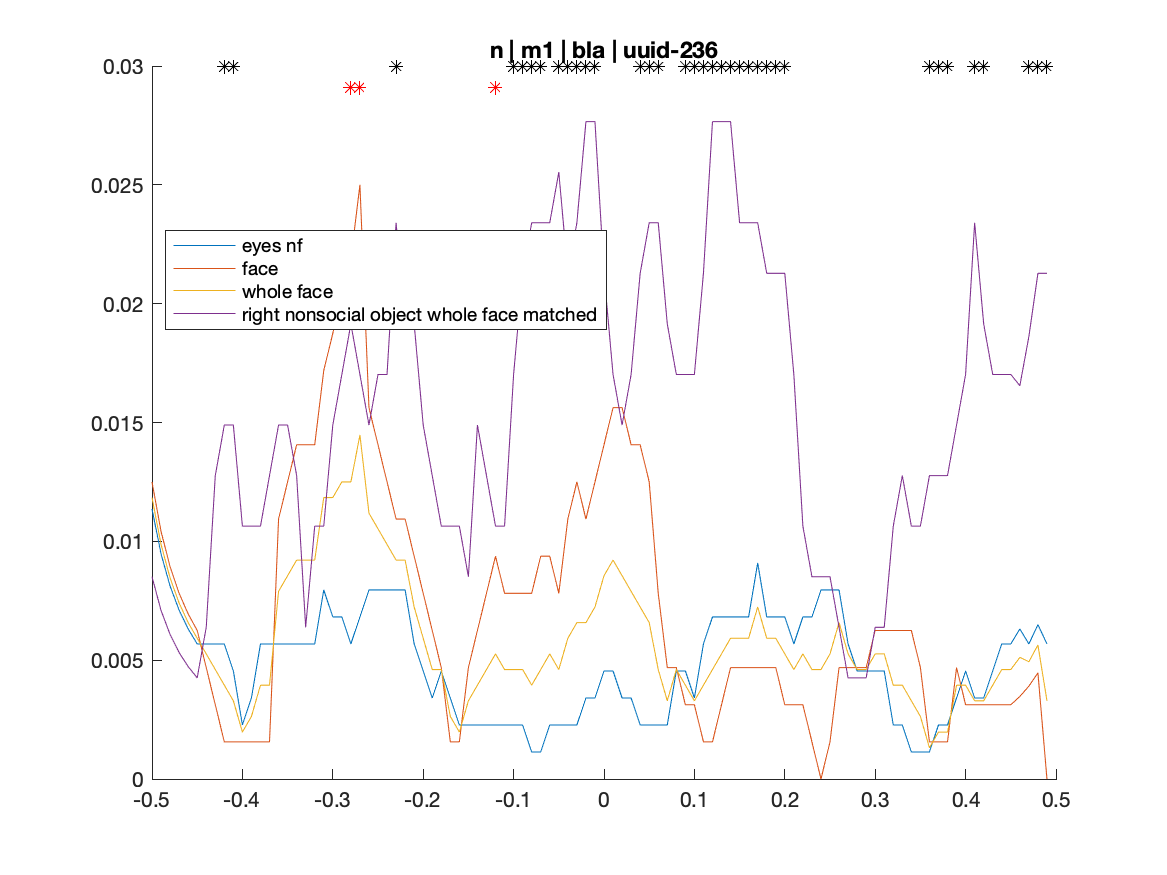 n | m1 | bla | uuid-236
0.03
0.025
0.02
0.015
0.01
0.005
0
eyes nf
face
whole face
right nonsocial object whole face matched
-0.5 -0.4 -0.3 -0.2 -0.1 0 0.1 0.2 0.3 0.4 0.5